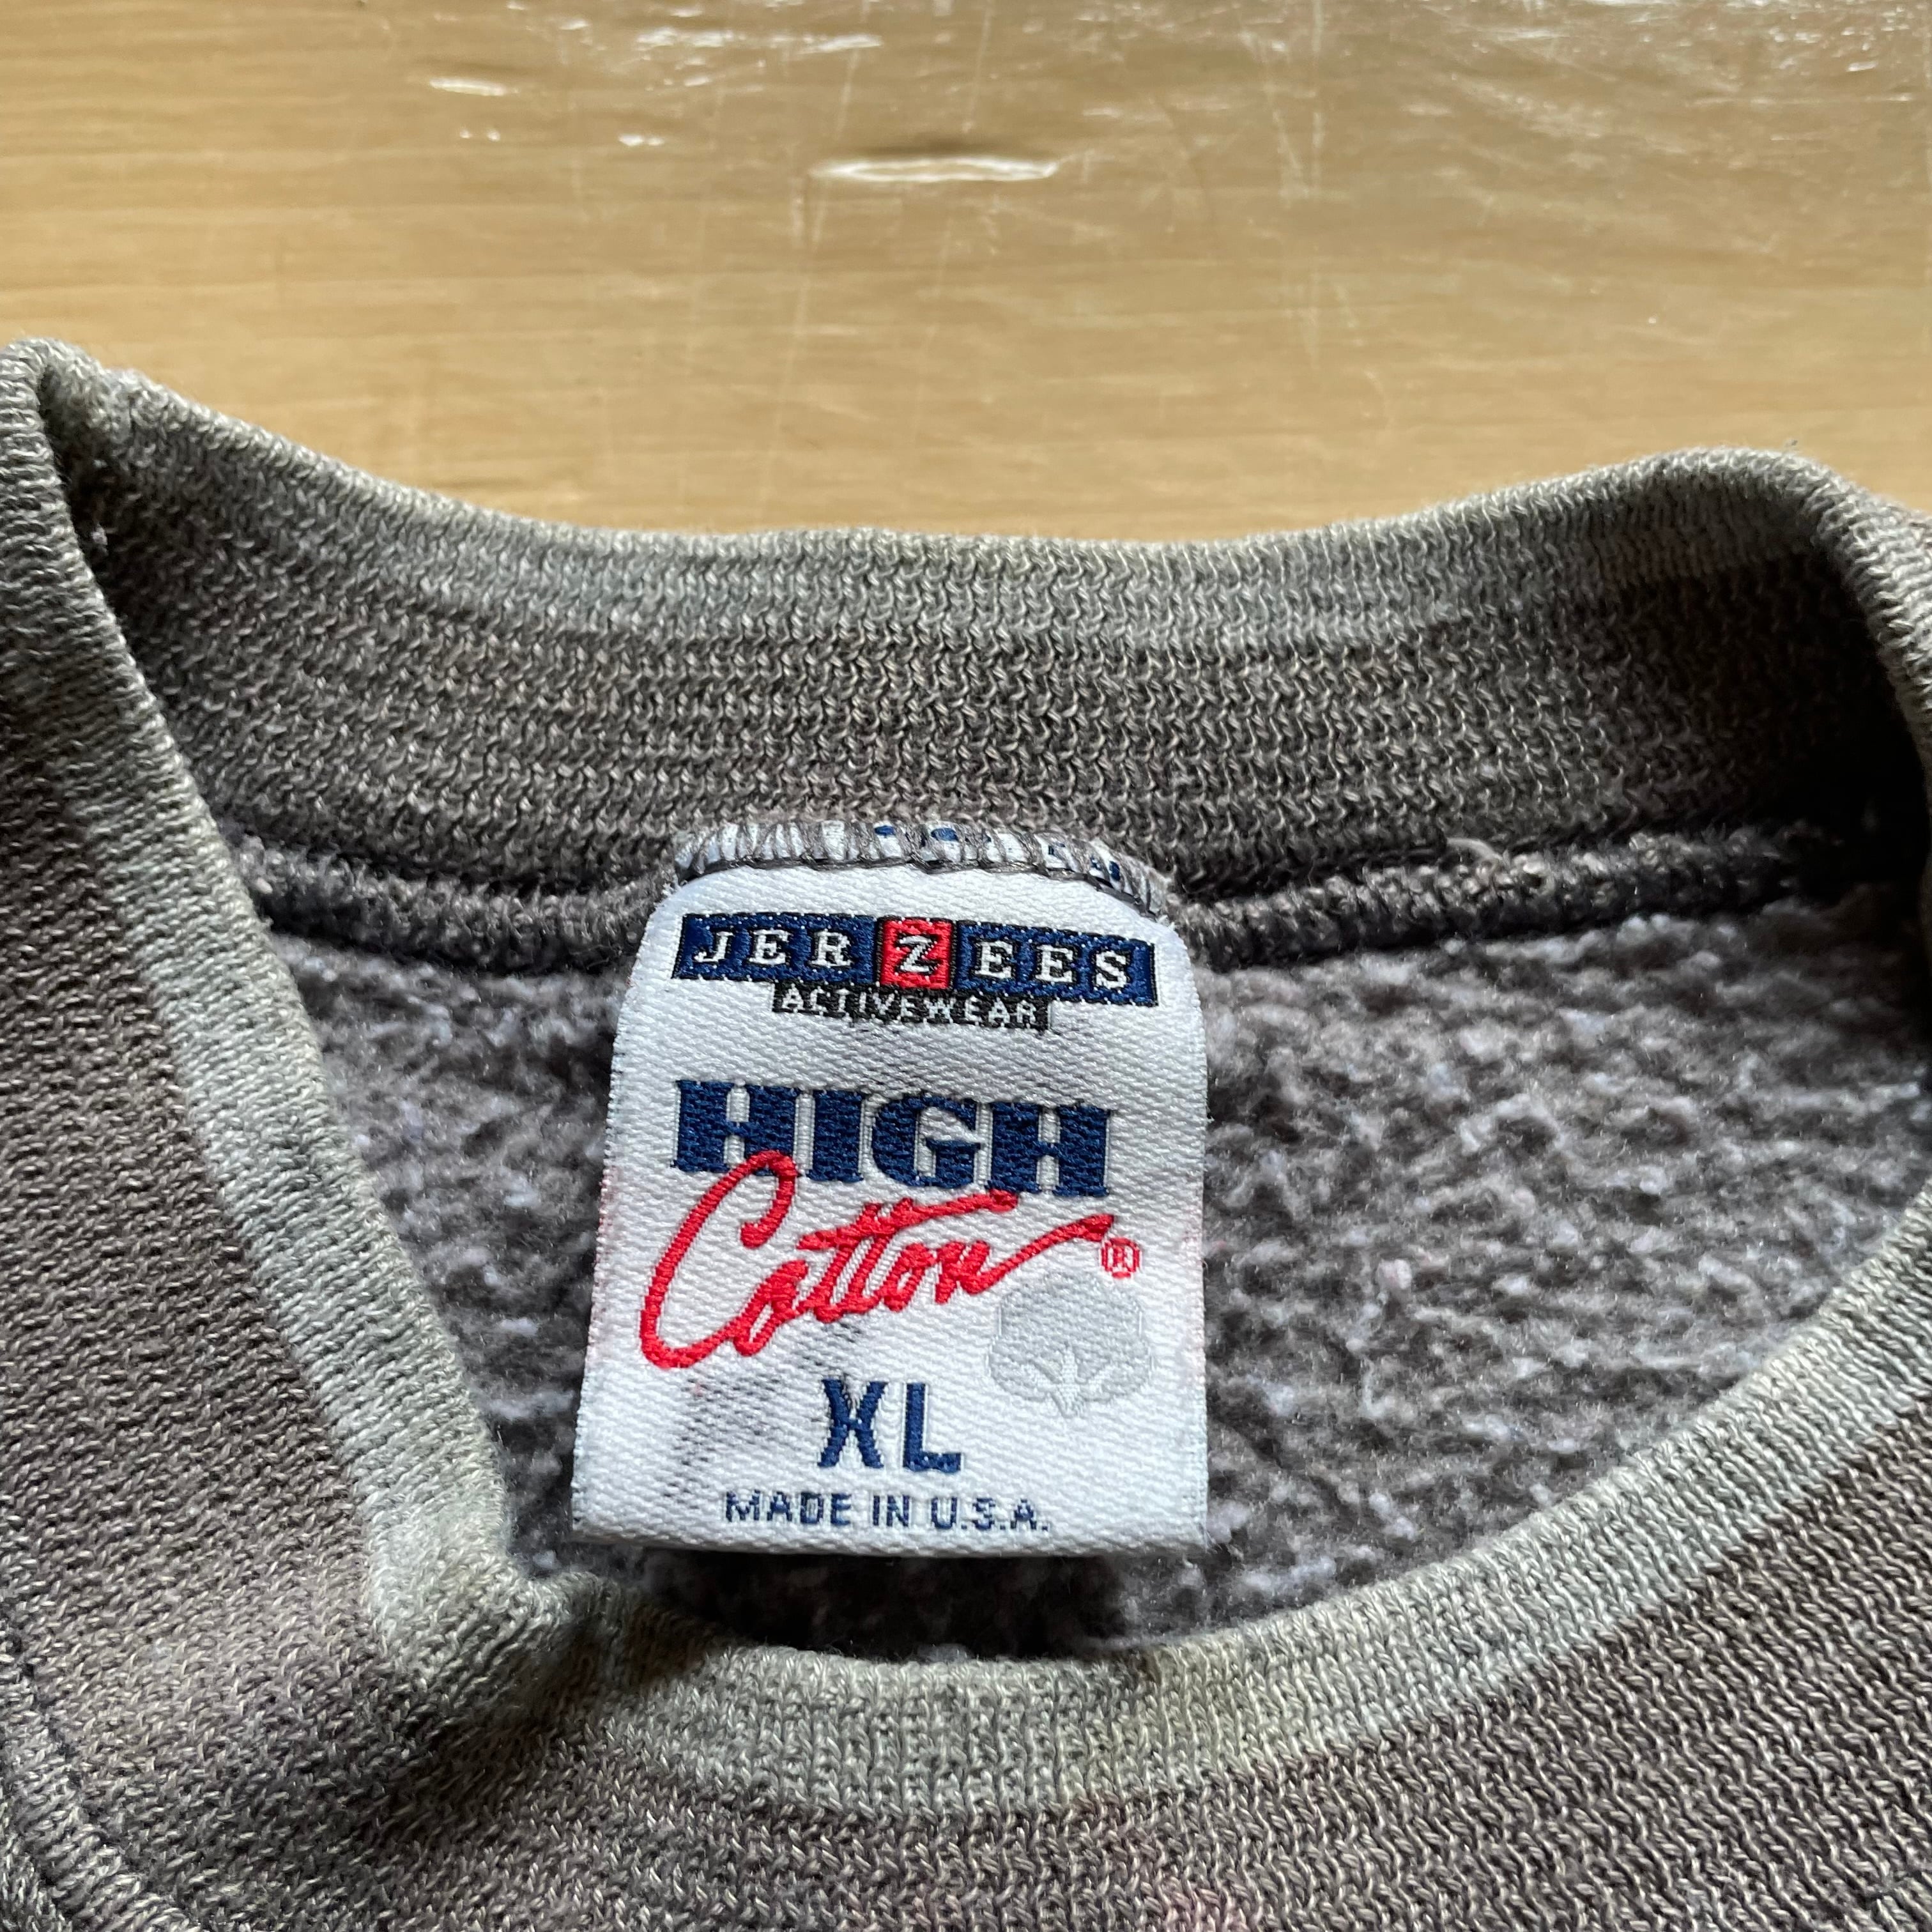 JERZEES
ACTIVEWEAR
HIGH
Cotton®
XL
MADE IN U.S.A.